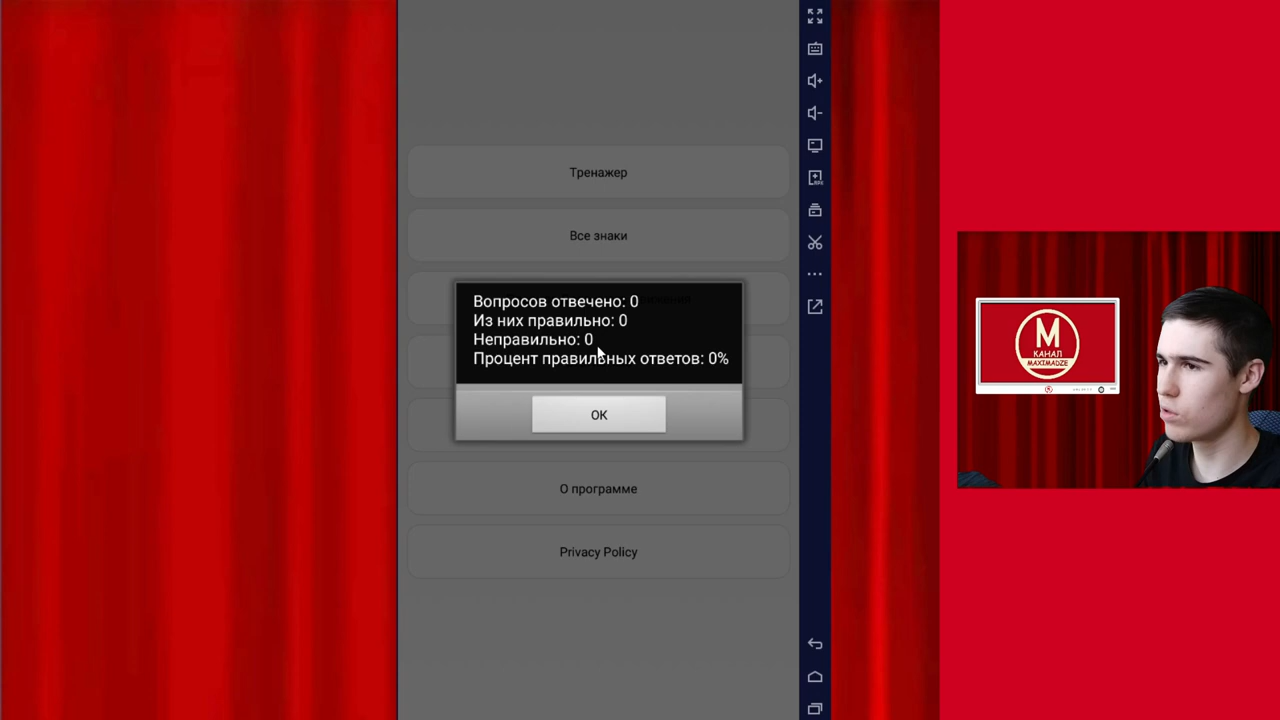 Тренажер
Все знаки
Вопросов отвечено: 0
Из них правильно: 0
Неправильно: 0
Процент правильных ответов: 0%
OK
О программе
Privacy Policy
M
КАНАЛ
MAXIMADZE